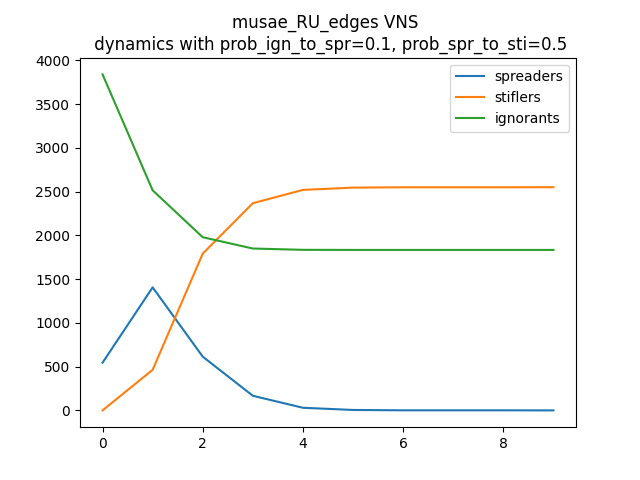 musae_RU_edges VNS
dynamics with prob_ign_to_spr=0.1, prob_spr_to_sti=0.5
spreaders
stiflers
ignorants
4000
3500
3000
2500
2000
1500
1000
500
0
0 2 4 6 8